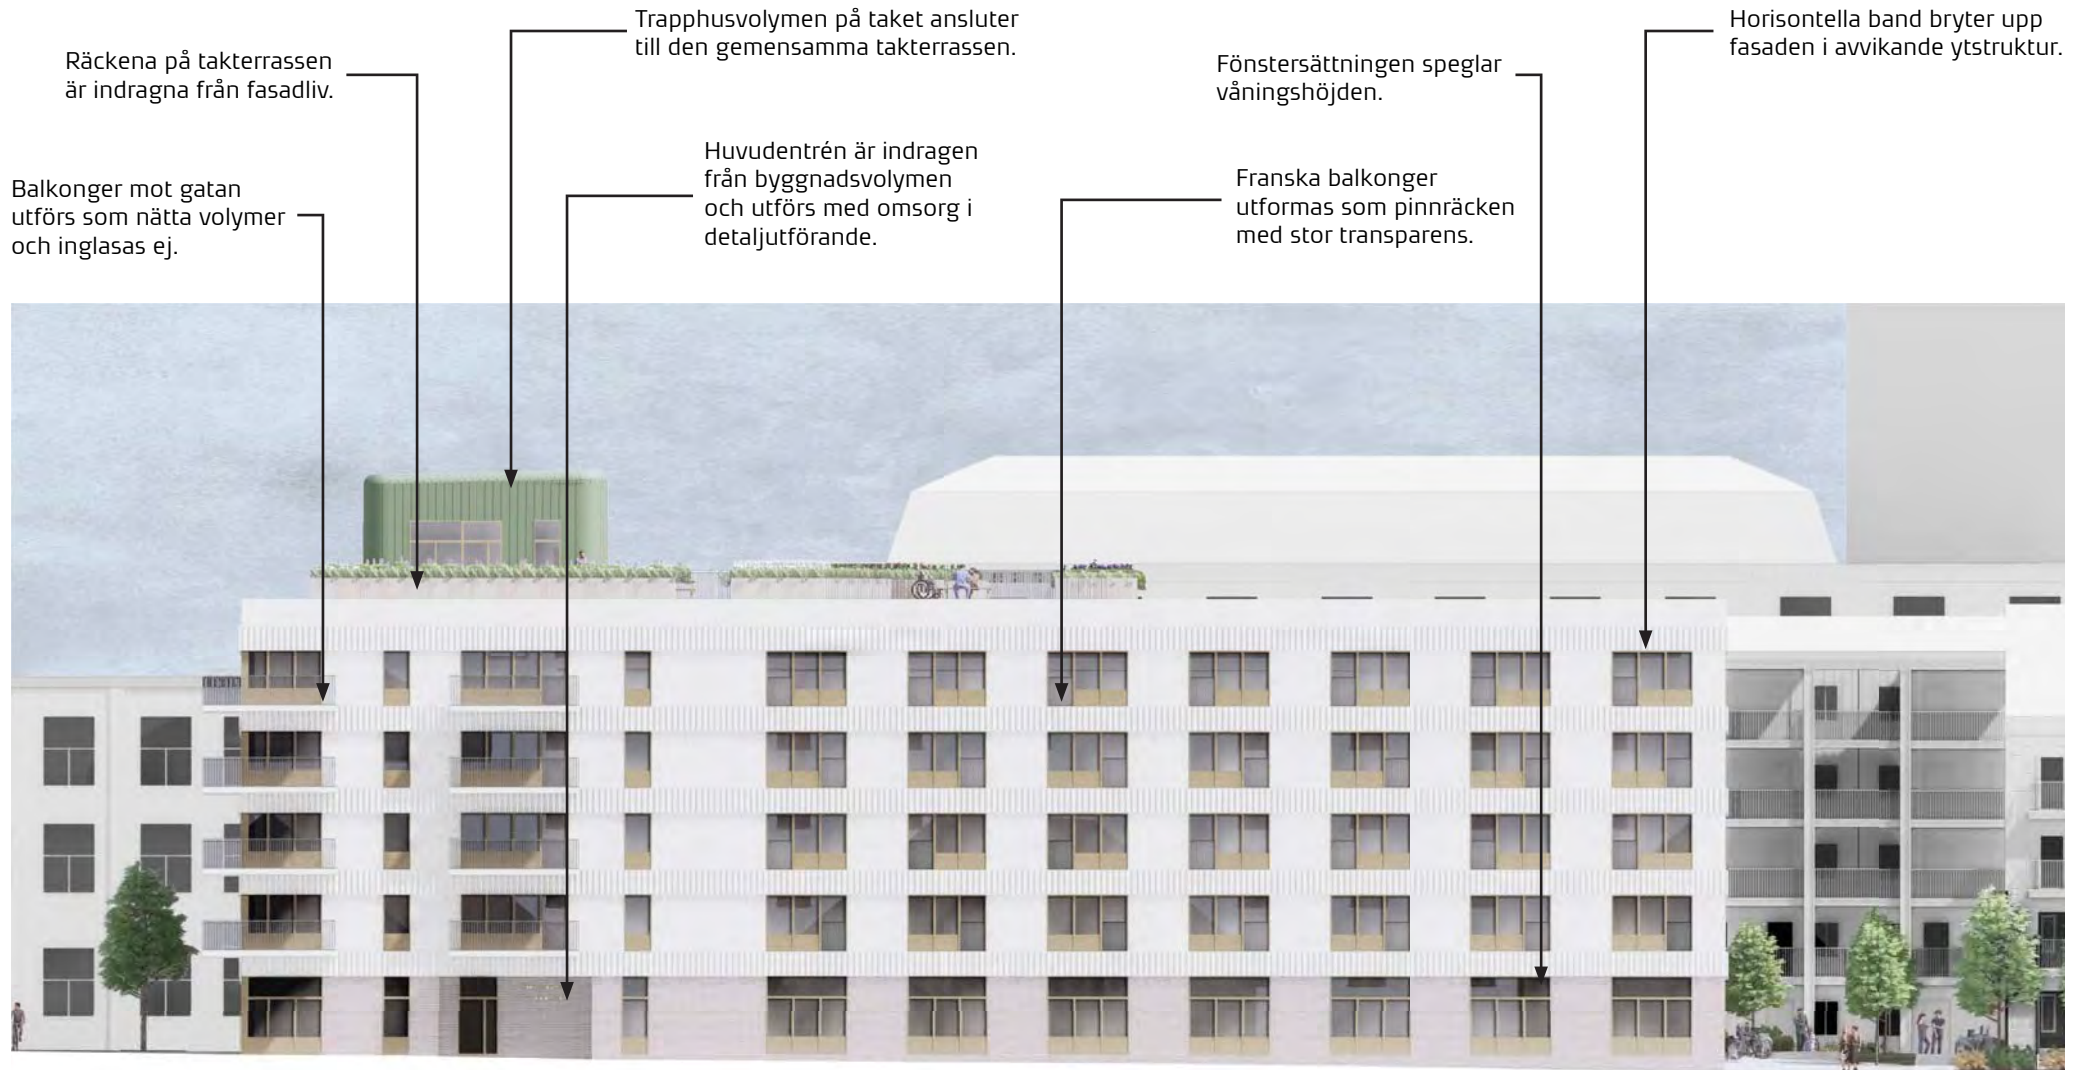 Trapphusvolymen på taket ansluter
till den gemensamma takterrassen.
Horisontella band bryter upp
fasaden i avvikande ytstruktur.
Räckena på takterrassen
är indragna från fasadliv.
Fönstersättningen speglar
våningshöjden.
Huvudentrén är indragen
från byggnadsvolymen
och utförs med omsorg i
detaljutförande.
Franska balkonger
utformas som pinnräcken
med stor transparens.
Balkonger mot gatan
utförs som nätta volymer
och inglasas ej.